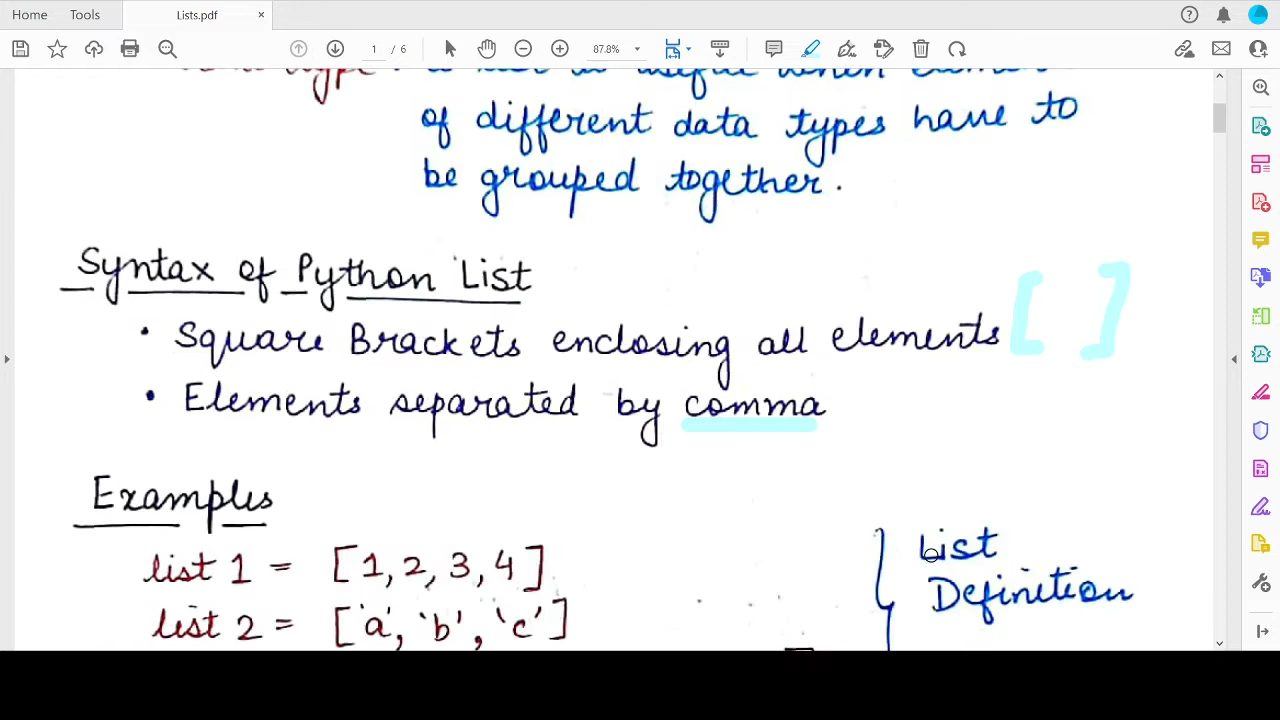 Home Tools Lists.pdf ×
1 / 6 87.8%
type :
of different data types have to
be grouped together.
Syntax of Python List
• Square Brackets enclosing all elements [ ]
• Elements separated by comma
Examples
list 1 = [1, 2, 3, 4]
list 2 = ['a', 'b', 'c']
List
Definition